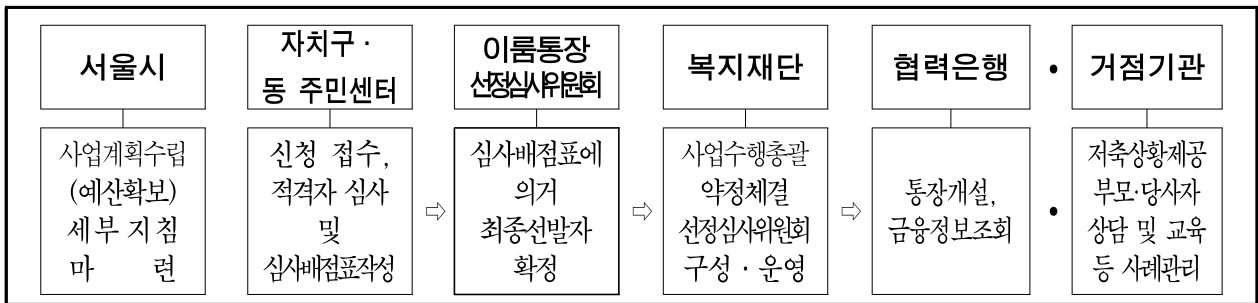 서울시
자치구 ·
동 주민센터
이룸통장
선정심사위원회
복지재단
협력은행
•
거점기관
사업계획수립
(예산확보)
세부 지침
마 련
신청 접수,
적격자 심사
및
심사배점표작성
⇨
심사배점표에
의거
최종선발자
확정
⇨
사업수행총괄
약정체결
선정심사위원회
구성 · 운영
⇨
통장개설,
금융정보조회
•
저축상황제공
부모·당사자
상담 및 교육
등 사례관리